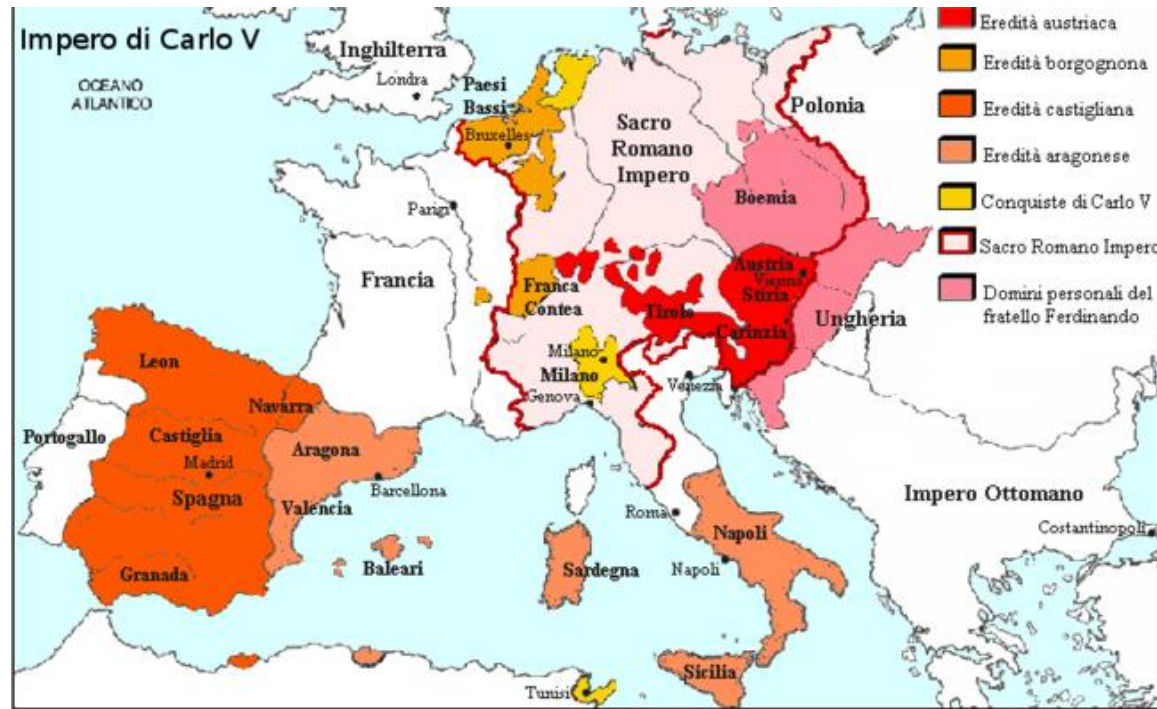 Impero di Carlo V
OCEANO
ATLANTICO
Inghilterra
Londra
Paesi
Bassi
Bruxelles
Sacro
Romano
Impero
Polonia
Boemia
Parigi
Francia
Franca
Contea
Austria
Vienna
Stiria
Tirolo
Carinzia
Ungheria
Milano
Milano
Genova
Venezia
Leon
Navarra
Portogallo
Castiglia
Madrid
Spagna
Aragona
Barcellona
Valencia
Granada
Baleari
Sardegna
Roma
Napoli
Napoli
Impero Ottomano
Costantinopoli
Sicilia
Tunisi
Eredità austriaca
Eredità borgognona
Eredità castigliana
Eredità aragonese
Conquiste di Carlo V
Sacro Romano Impero
Domini personali del
fratello Ferdinando